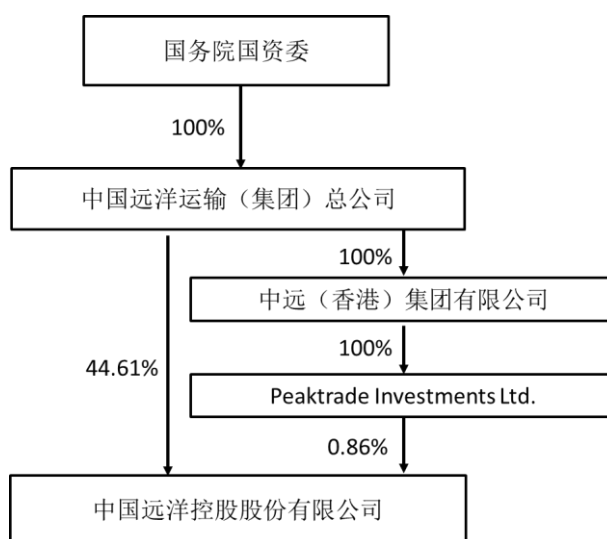 国务院国资委
100%
中国远洋运输（集团）总公司
100%
中远（香港）集团有限公司
100%
44.61%
Peaktrade Investments Ltd.
0.86%
中国远洋控股股份有限公司